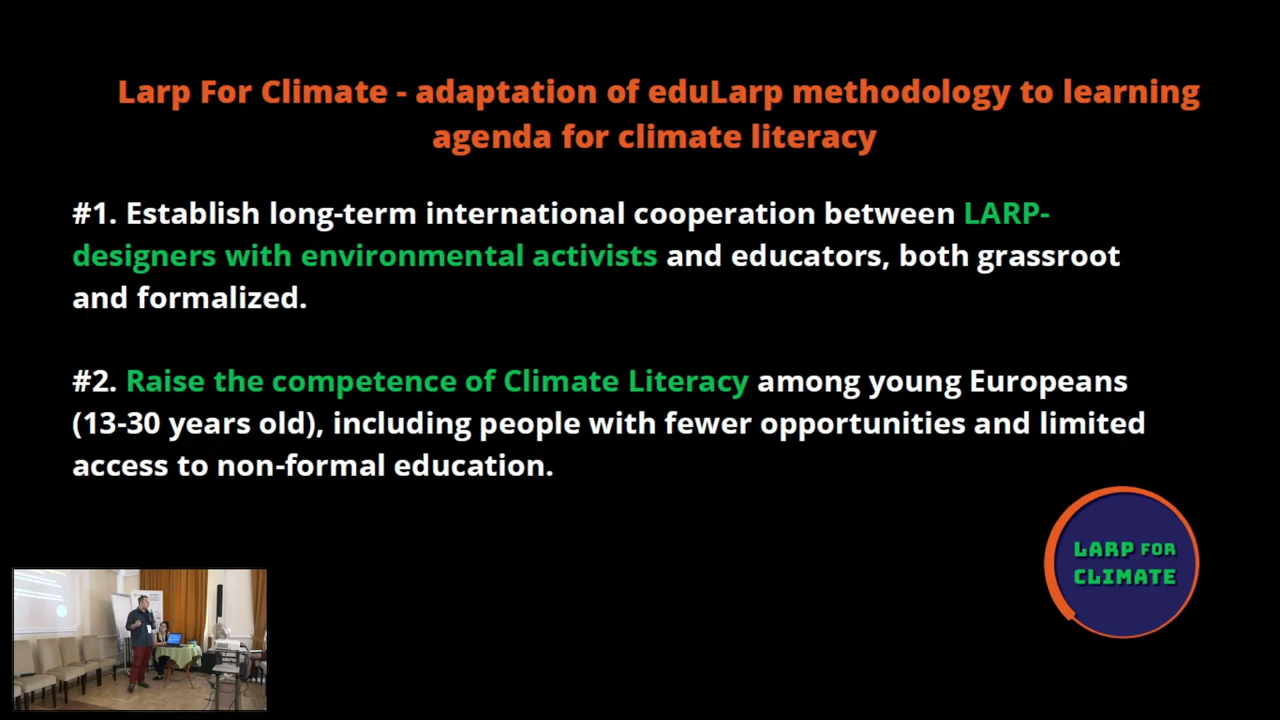 Larp For Climate - adaptation of eduLarp methodology to learning
agenda for climate literacy
#1. Establish long-term international cooperation between LARP-
designers with environmental activists and educators, both grassroot
and formalized.
#2. Raise the competence of Climate Literacy among young Europeans
(13-30 years old), including people with fewer opportunities and limited
access to non-formal education.
LARP FOR
CLIMATE